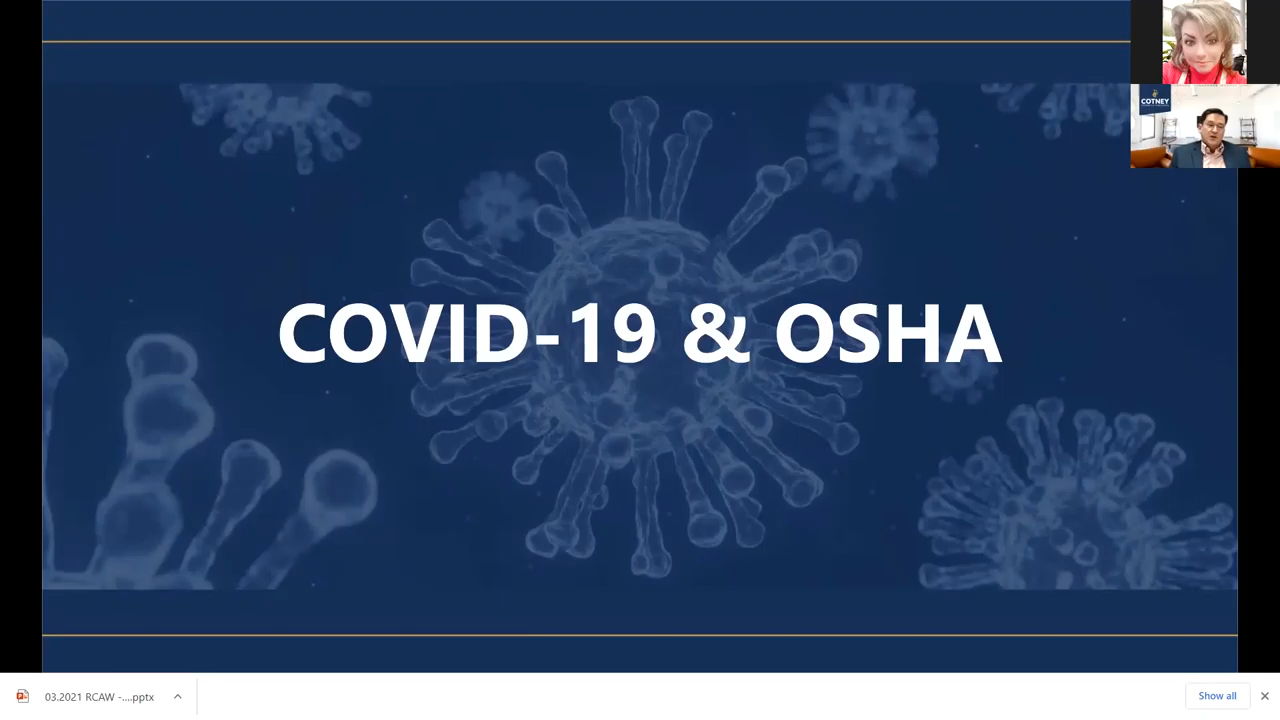 COTNEY
COVID-19 & OSHA
03.2021 RCAW -....pptx
Show all